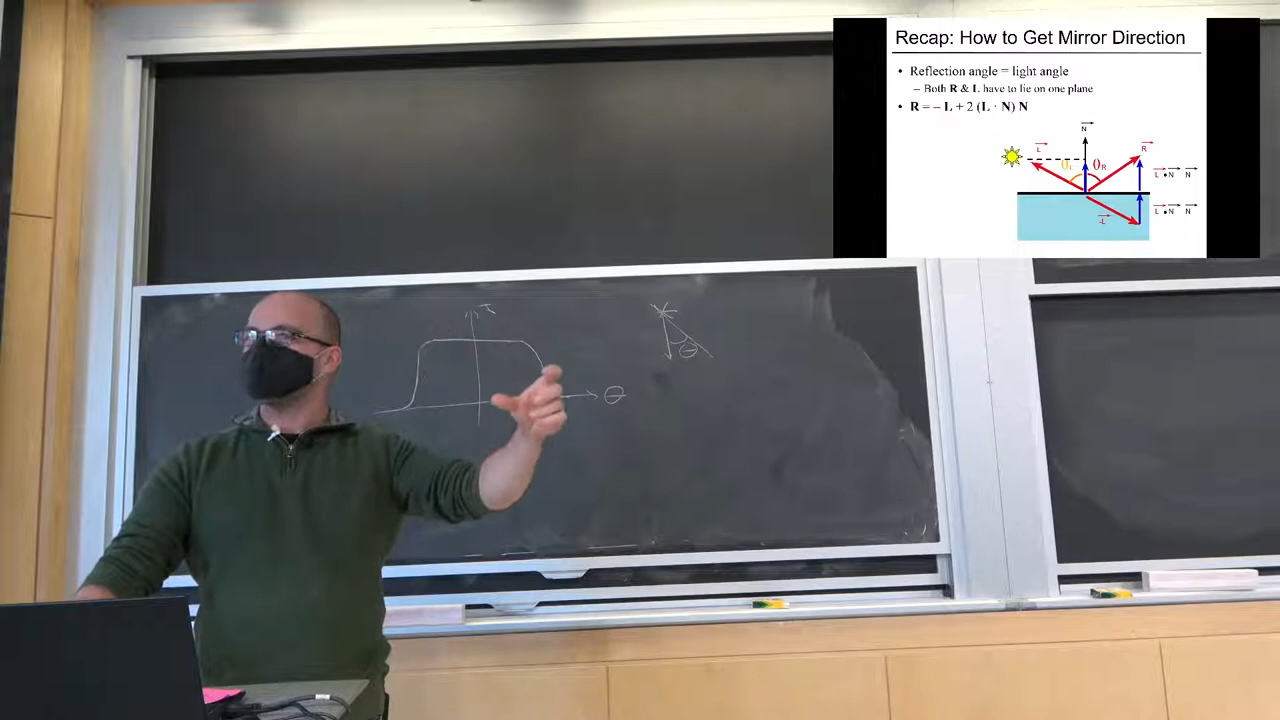 Recap: How to Get Mirror Direction
• Reflection angle = light angle
– Both R & L have to lie on one plane
• R = – L + 2 (L · N) N
N
L
R
θL
θR
L•N N
L•N N
-L
I
θ
θ